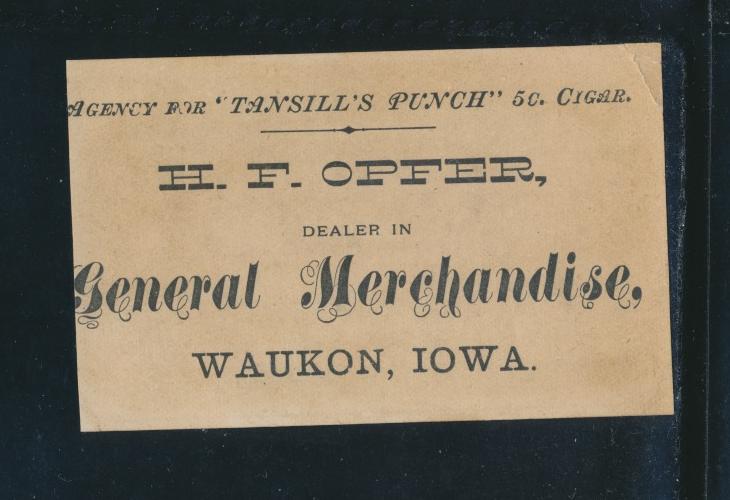 AGENCY FOR "TANSILL'S PUNCH" 5C. CIGAR.
H. F. OPFER,
DEALER IN
General Merchandise,
WAUKON, IOWA.